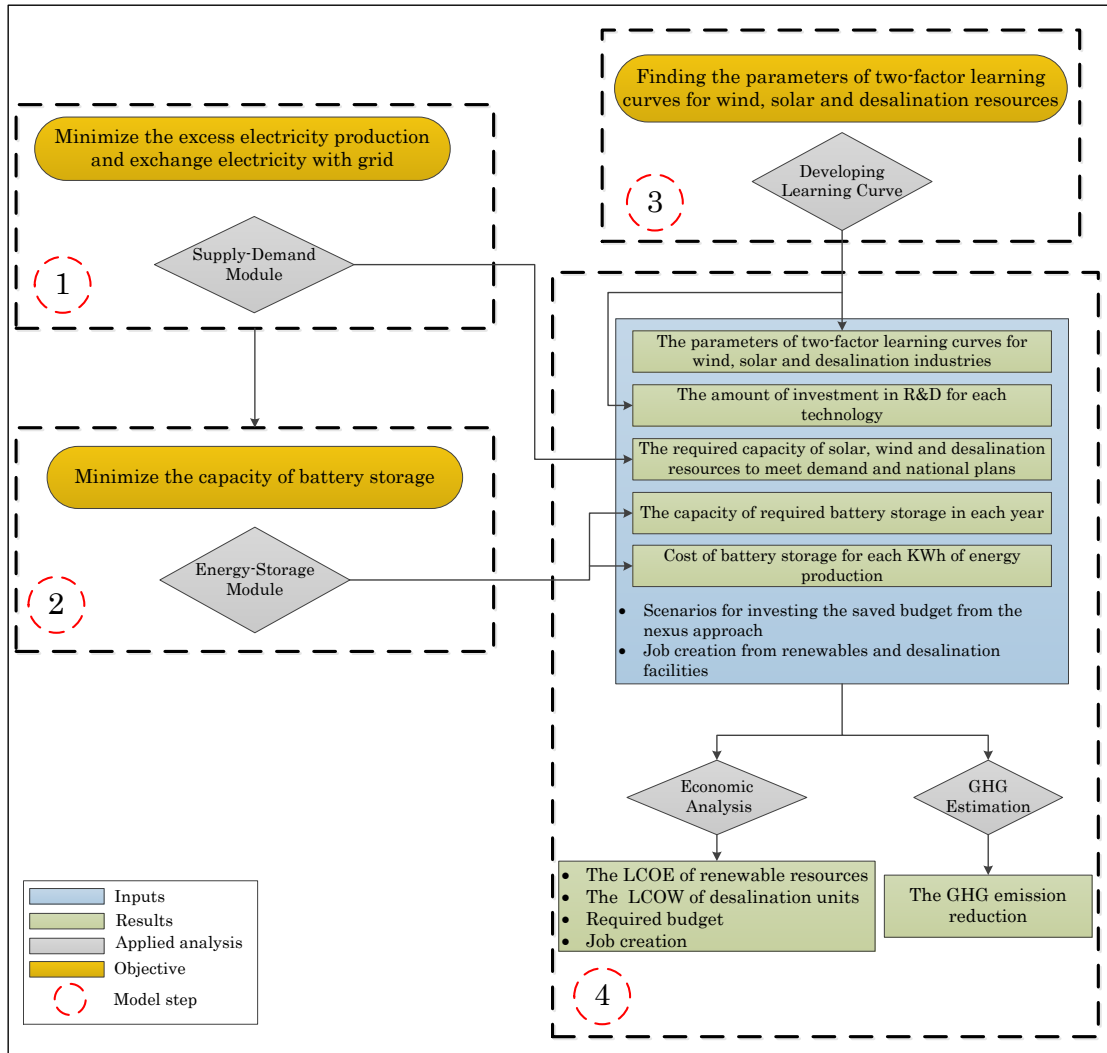 Minimize the excess electricity production
and exchange electricity with grid
Supply-Demand
Module
1
Minimize the capacity of battery storage
Energy-Storage
Module
2
Finding the parameters of two-factor learning
curves for wind, solar and desalination resources
Developing
Learning Curve
3
The parameters of two-factor learning curves for
wind, solar and desalination industries
The amount of investment in R&D for each
technology
The required capacity of solar, wind and desalination
resources to meet demand and national plans
The capacity of required battery storage in each year
Cost of battery storage for each KWh of energy
production
• Scenarios for investing the saved budget from the
nexus approach
• Job creation from renewables and desalination
facilities
Economic
Analysis
GHG
Estimation
• The LCOE of renewable resources
• The LCOW of desalination units
• Required budget
• Job creation
The GHG emission
reduction
4
Inputs
Results
Applied analysis
Objective
Model step